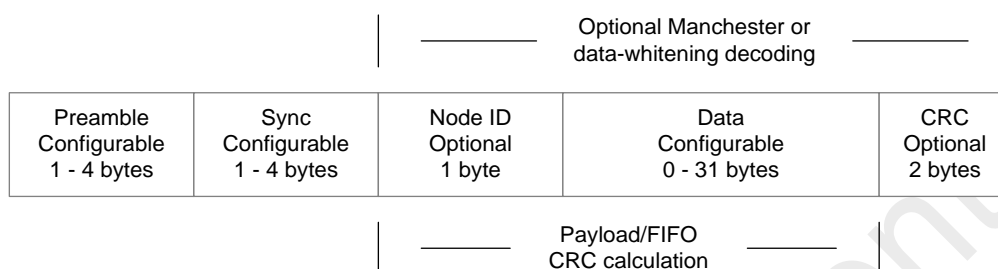 Optional Manchester or
data-whitening decoding
Preamble
Configurable
1 - 4 bytes
Sync
Configurable
1 - 4 bytes
Node ID
Optional
1 byte
Data
Configurable
0 - 31 bytes
CRC
Optional
2 bytes
Payload/FIFO
CRC calculation